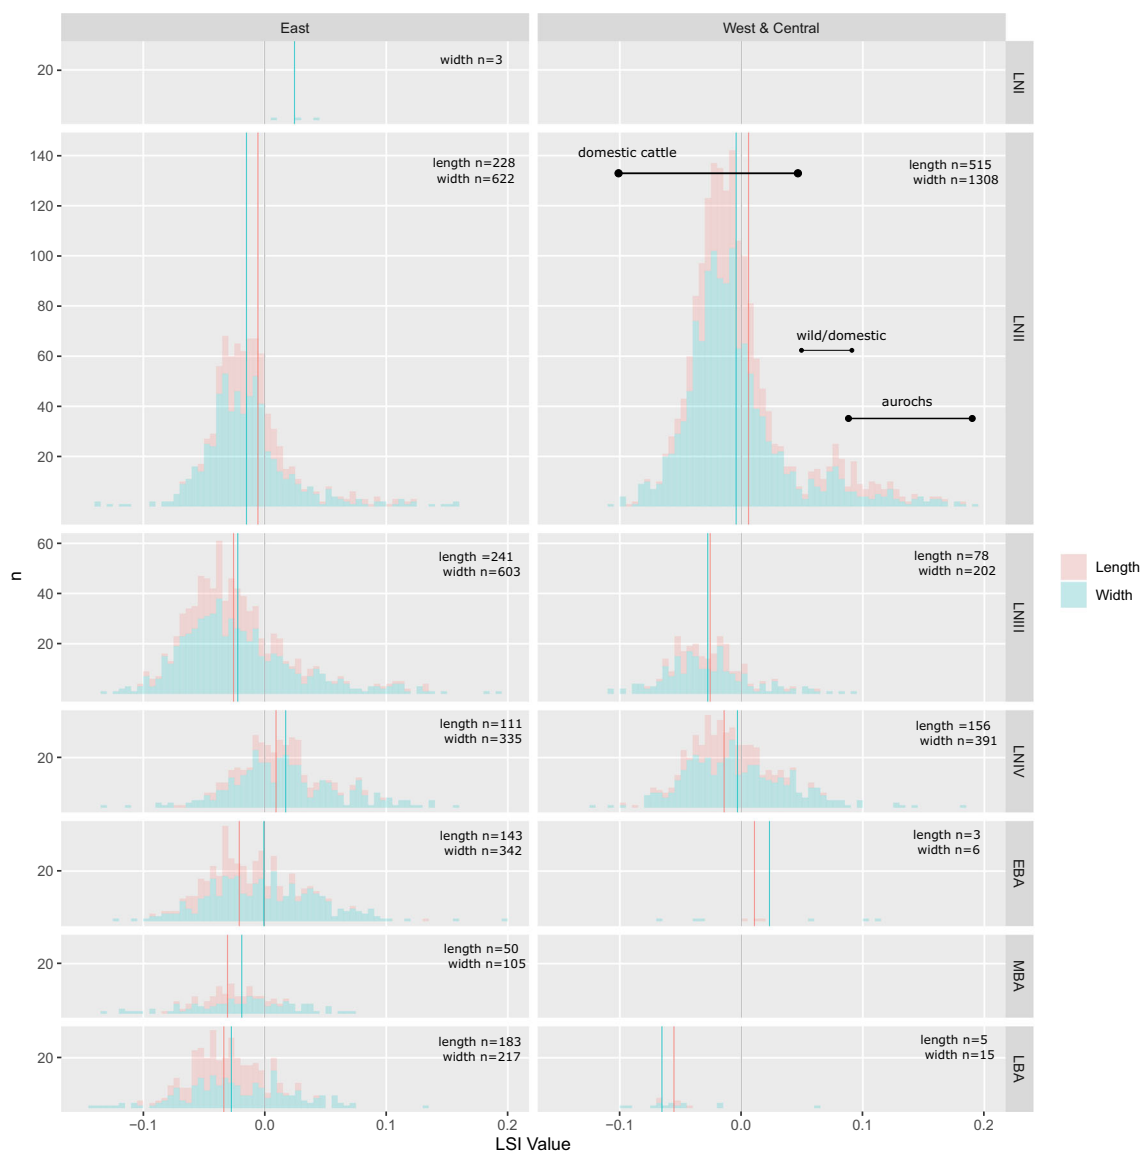 East
West & Central
20
width n=3
LNI
140
120
100
80
60
40
20
length n=228
width n=622
domestic cattle
length n=515
width n=1308
wild/domestic
aurochs
LNII
60
40
20
length =241
width n=603
length n=78
width n=202
LNIII
20
length n=111
width n=335
length =156
width n=391
LNIV
20
length n=143
width n=342
length n=3
width n=6
EBA
20
length n=50
width n=105
MBA
20
length n=183
width n=217
length n=5
width n=15
LBA
−0.1
0.0
0.1
0.2
−0.1
0.0
0.1
0.2
LSI Value
n
Length
Width